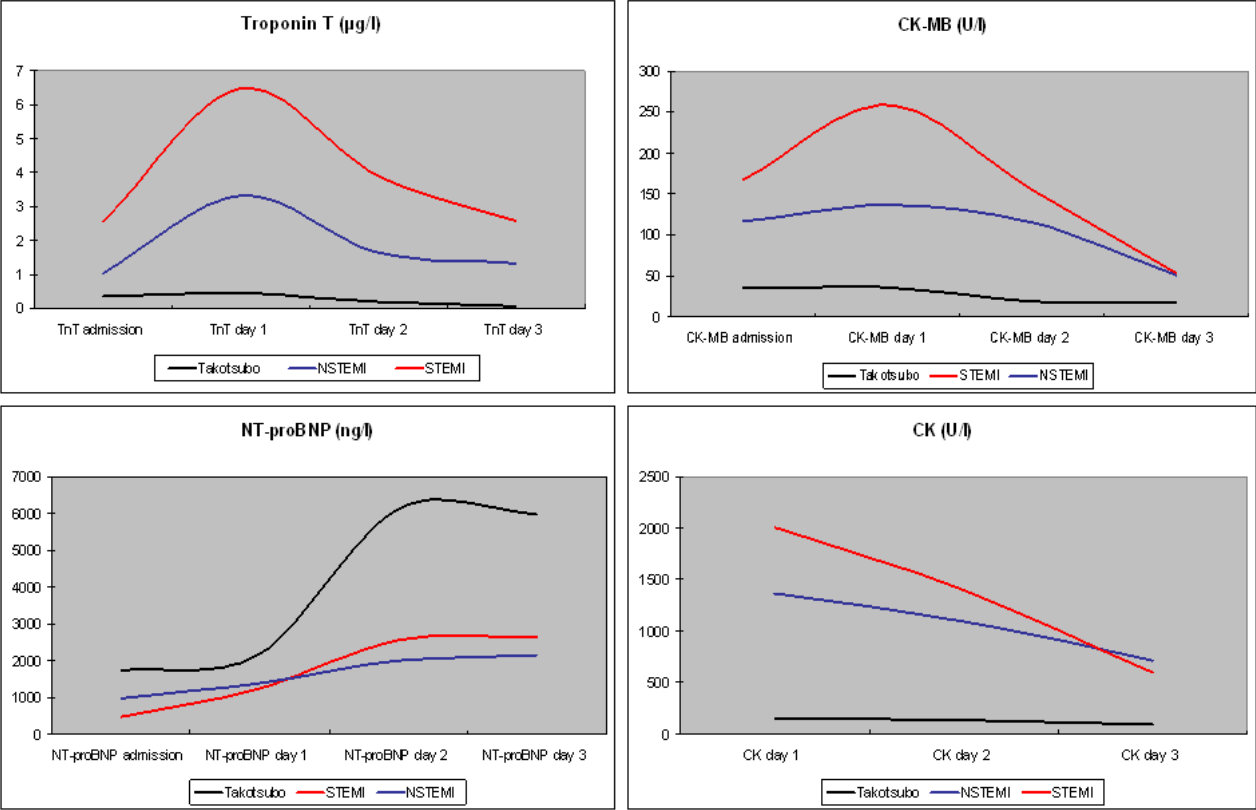 Troponin T (µg/l)
7
6
5
4
3
2
1
0
TnT admission TnT day 1 TnT day 2 TnT day 3
Takotsubo NSTEMI STEMI
CK-MB (U/l)
300
250
200
150
100
50
0
CK-MB admission CK-MB day 1 CK-MB day 2 CK-MB day 3
Takotsubo STEMI NSTEMI
NT-proBNP (ng/l)
7000
6000
5000
4000
3000
2000
1000
0
NT-proBNP admission NT-proBNP day 1 NT-proBNP day 2 NT-proBNP day 3
Takotsubo STEMI NSTEMI
CK (U/l)
2500
2000
1500
1000
500
0
CK day 1 CK day 2 CK day 3
Takotsubo NSTEMI STEMI